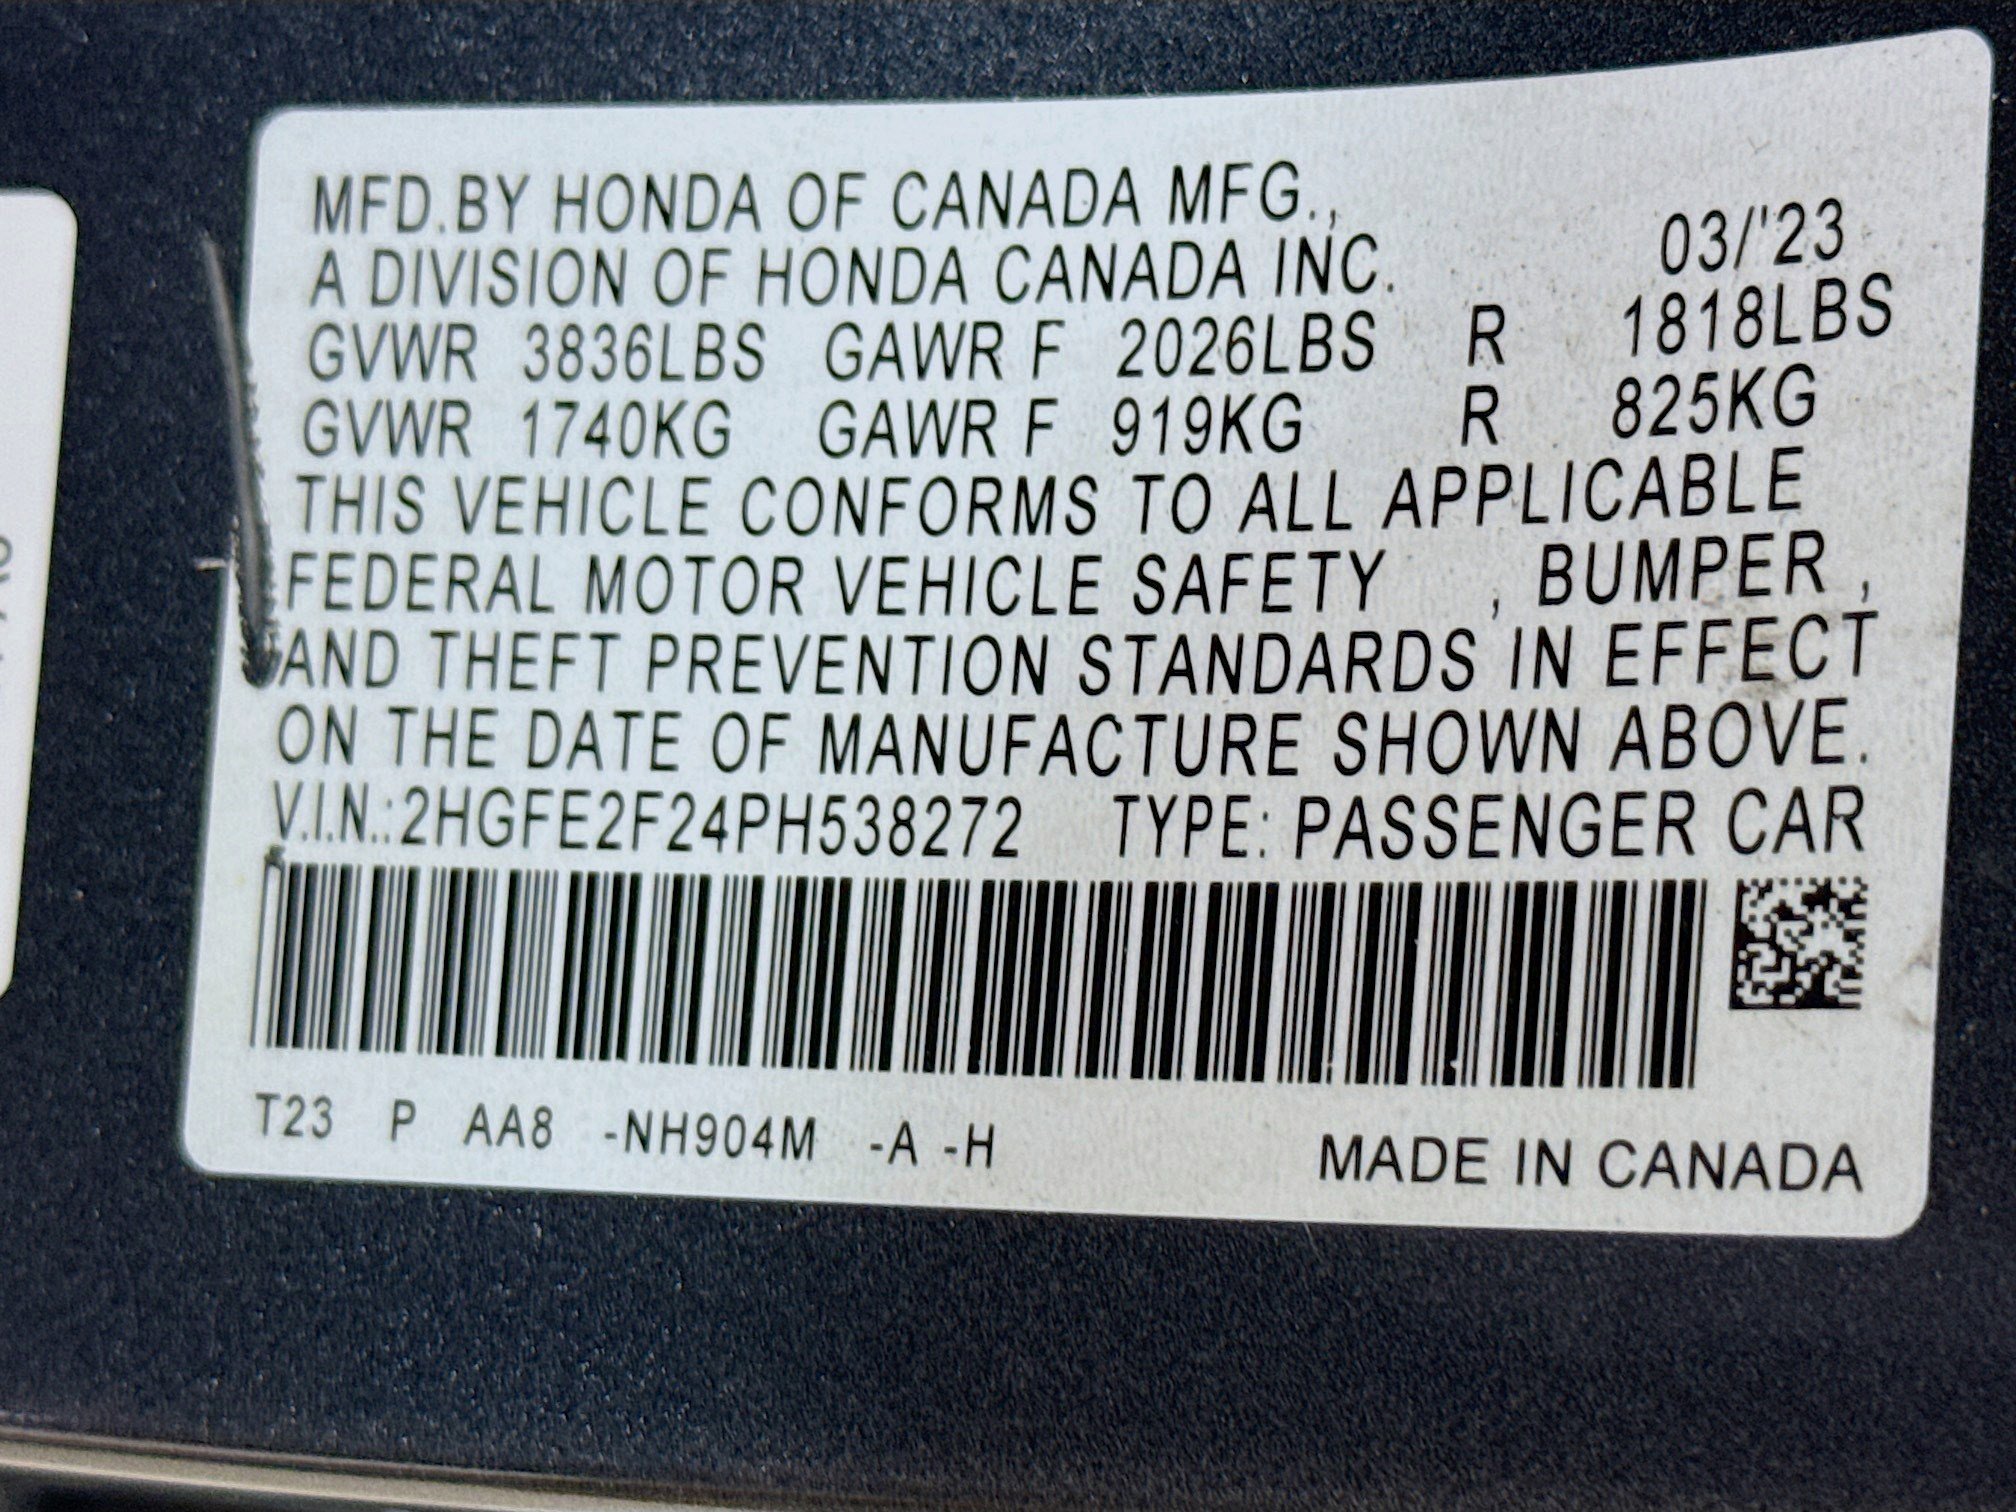 MFD.BY HONDA OF CANADA MFG.,
A DIVISION OF HONDA CANADA INC. 03/'23
GVWR 3836LBS GAWR F 2026LBS R 1818LBS
GVWR 1740KG GAWR F 919KG R 825KG
THIS VEHICLE CONFORMS TO ALL APPLICABLE
FEDERAL MOTOR VEHICLE SAFETY , BUMPER ,
AND THEFT PREVENTION STANDARDS IN EFFECT
ON THE DATE OF MANUFACTURE SHOWN ABOVE.
V.I.N.:2HGFE2F24PH538272 TYPE: PASSENGER CAR
T23 P AA8 -NH904M -A -H
MADE IN CANADA